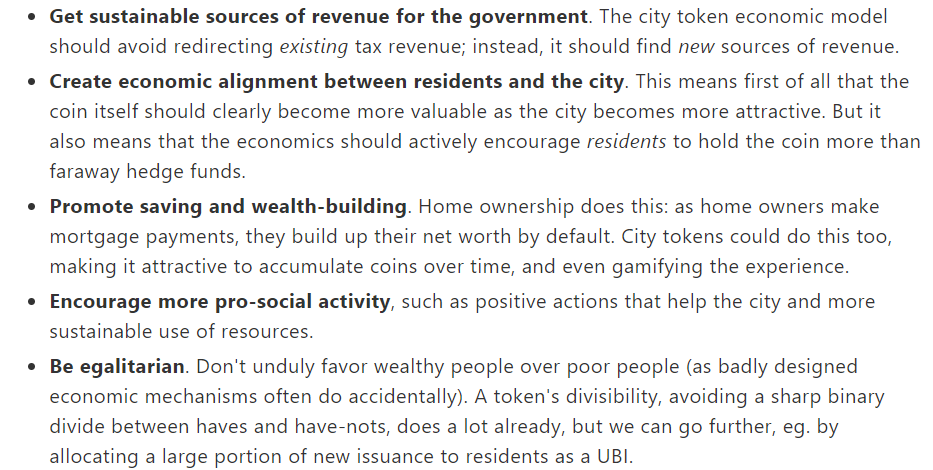 • Get sustainable sources of revenue for the government. The city token economic model
should avoid redirecting existing tax revenue; instead, it should find new sources of revenue.
• Create economic alignment between residents and the city. This means first of all that the
coin itself should clearly become more valuable as the city becomes more attractive. But it
also means that the economics should actively encourage residents to hold the coin more than
faraway hedge funds.
• Promote saving and wealth-building. Home ownership does this: as home owners make
mortgage payments, they build up their net worth by default. City tokens could do this too,
making it attractive to accumulate coins over time, and even gamifying the experience.
• Encourage more pro-social activity, such as positive actions that help the city and more
sustainable use of resources.
• Be egalitarian. Don't unduly favor wealthy people over poor people (as badly designed
economic mechanisms often do accidentally). A token's divisibility, avoiding a sharp binary
divide between haves and have-nots, does a lot already, but we can go further, eg. by
allocating a large portion of new issuance to residents as a UBI.